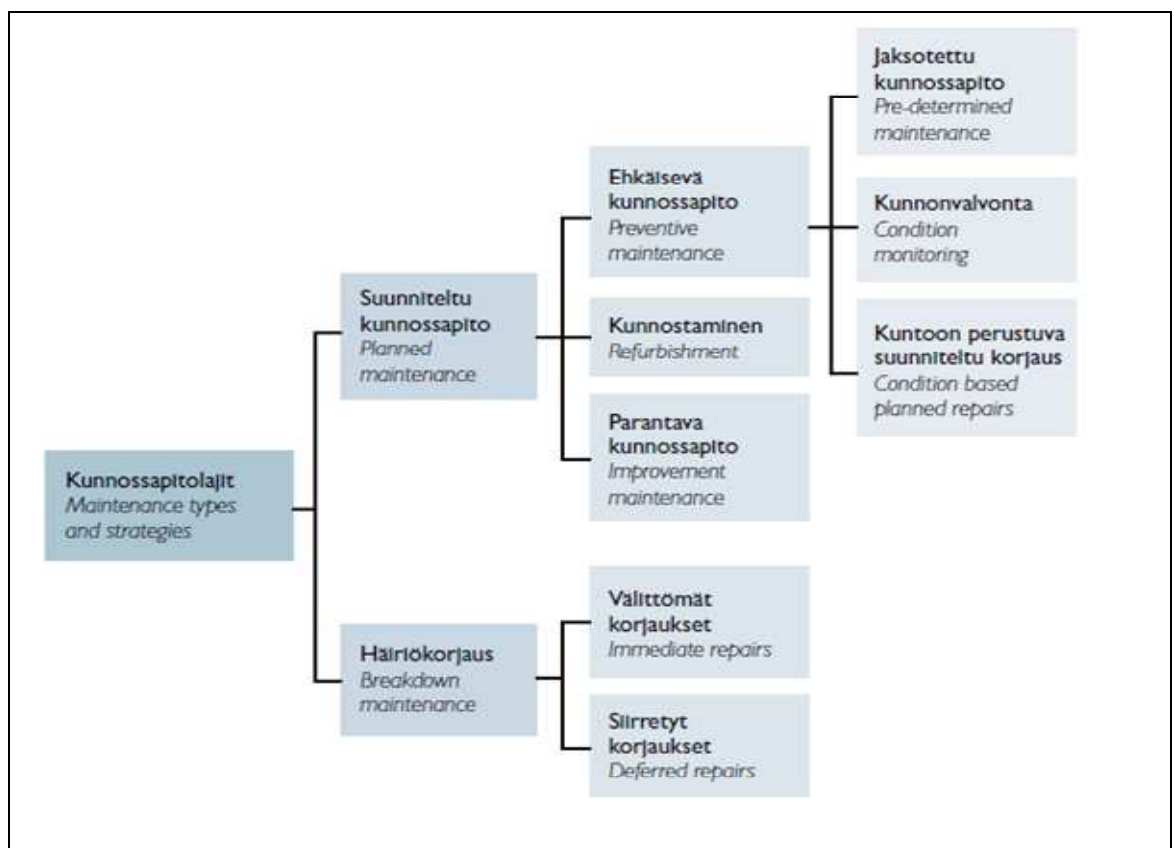 Kunnossapitolajit
Maintenance types
and strategies
Suunniteltu
kunnossapito
Planned
maintenance
Ehkäisevä
kunnossapito
Preventive
maintenance
Jaksotettu
kunnossapito
Pre-determined
maintenance
Kunnonvalvonta
Condition
monitoring
Kuntoon perustuva
suunniteltu korjaus
Condition based
planned repairs
Kunnostaminen
Refurbishment
Parantava
kunnossapito
Improvement
maintenance
Häiriökorjaus
Breakdown
maintenance
Välittömät
korjaukset
Immediate repairs
Siirretyt
korjaukset
Deferred repairs